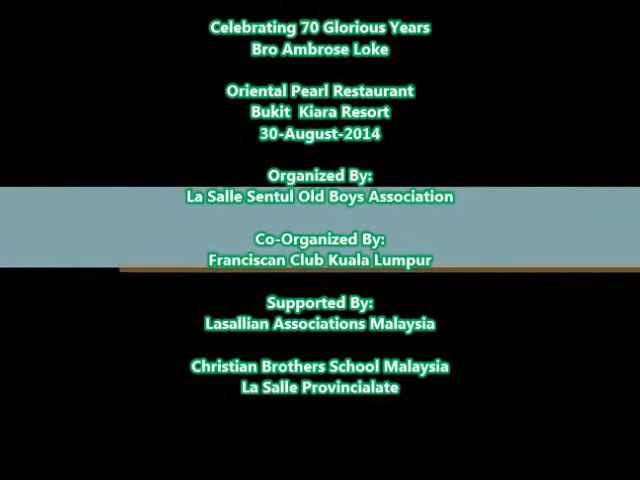 Celebrating 70 Glorious Years
Bro Ambrose Loke
Oriental Pearl Restaurant
Bukit Kiara Resort
30-August-2014
Organized By:
La Salle Sentul Old Boys Association
Co-Organized By:
Franciscan Club Kuala Lumpur
Supported By:
Lasallian Associations Malaysia
Christian Brothers School Malaysia
La Salle Provincialate